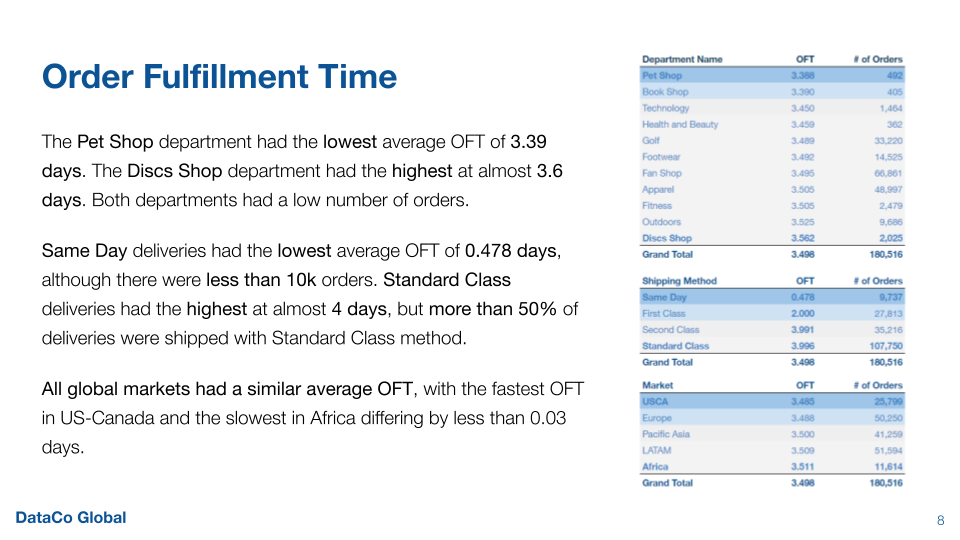 Order Fulfillment Time
The Pet Shop department had the lowest average OFT of 3.39
days. The Discs Shop department had the highest at almost 3.6
days. Both departments had a low number of orders.
Same Day deliveries had the lowest average OFT of 0.478 days,
although there were less than 10k orders. Standard Class
deliveries had the highest at almost 4 days, but more than 50% of
deliveries were shipped with Standard Class method.
All global markets had a similar average OFT, with the fastest OFT
in US-Canada and the slowest in Africa differing by less than 0.03
days.
Department Name OFT # of Orders
Pet Shop 3.388 492
Book Shop 3.390 405
Technology 3.450 1,464
Health and Beauty 3.459 362
Golf 3.489 33,220
Footwear 3.492 14,525
Fan Shop 3.495 66,861
Apparel 3.505 48,997
Fitness 3.505 2,479
Outdoors 3.525 9,686
Discs Shop 3.562 2,025
Grand Total 3.498 180,516
Shipping Method OFT # of Orders
Same Day 0.478 9,737
First Class 2.000 27,813
Second Class 3.991 35,216
Standard Class 3.996 107,750
Grand Total 3.498 180,516
Market OFT # of Orders
USCA 3.485 25,799
Europe 3.488 50,250
Pacific Asia 3.500 41,259
LATAM 3.509 51,594
Africa 3.511 11,614
Grand Total 3.498 180,516
DataCo Global
8